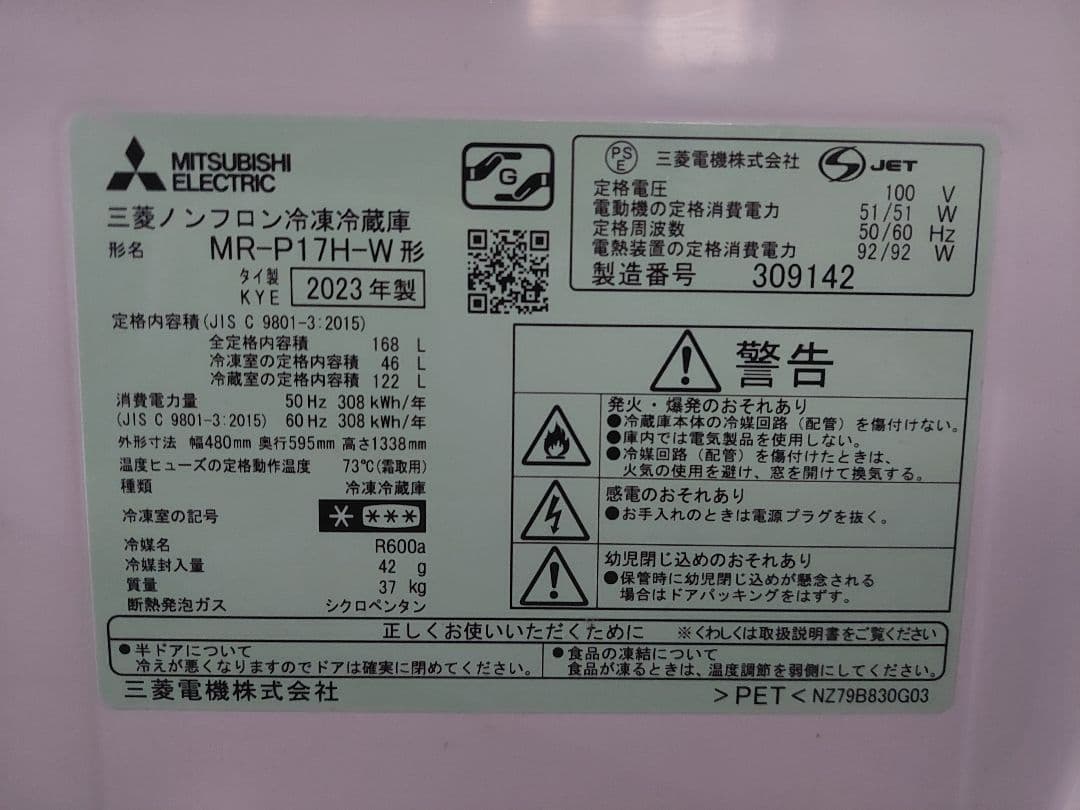 MITSUBISHI
ELECTRIC
三菱ノンフロン冷凍冷蔵庫
形名 MR-P17H-W形
タイ製
KYE 2023年製
定格内容積(JIS C 9801-3:2015)
全定格内容積 168 L
冷凍室の定格内容積 46 L
冷蔵室の定格内容積 122 L
消費電力量 50 Hz 308 kWh/年
(JIS C 9801-3:2015) 60 Hz 308 kWh/年
外形寸法 幅480mm 奥行595mm 高さ1338mm
温度ヒューズの定格動作温度 73℃(霜取用)
種類 冷凍冷蔵庫
冷凍室の記号 * ***
冷媒名 R600a
冷媒封入量 42 g
質量 37 kg
断熱発泡ガス シクロペンタン
G
PS
E 三菱電機株式会社 S JET
定格電圧 100 V
電動機の定格消費電力 51/51 W
定格周波数 50/60 Hz
電熱装置の定格消費電力 92/92 W
製造番号 309142
警告
発火・爆発のおそれあり
●冷蔵庫本体の冷媒回路(配管)を傷付けない。
●庫内では電気製品を使用しない。
●冷媒回路(配管)を傷付けたときは、
火気の使用を避け、窓を開けて換気する。
感電のおそれあり
●お手入れのときは電源プラグを抜く。
幼児閉じ込めのおそれあり
●保管時に幼児閉じ込めが懸念される
場合はドアパッキングをはずす。
正しくお使いいただくために ※くわしくは取扱説明書をご覧ください
●半ドアについて
冷えが悪くなりますのでドアは確実に閉めてください。
●食品の凍結について
食品が凍るときは、温度調節を弱側にしてください。
三菱電機株式会社
>PET< NZ79B830G03